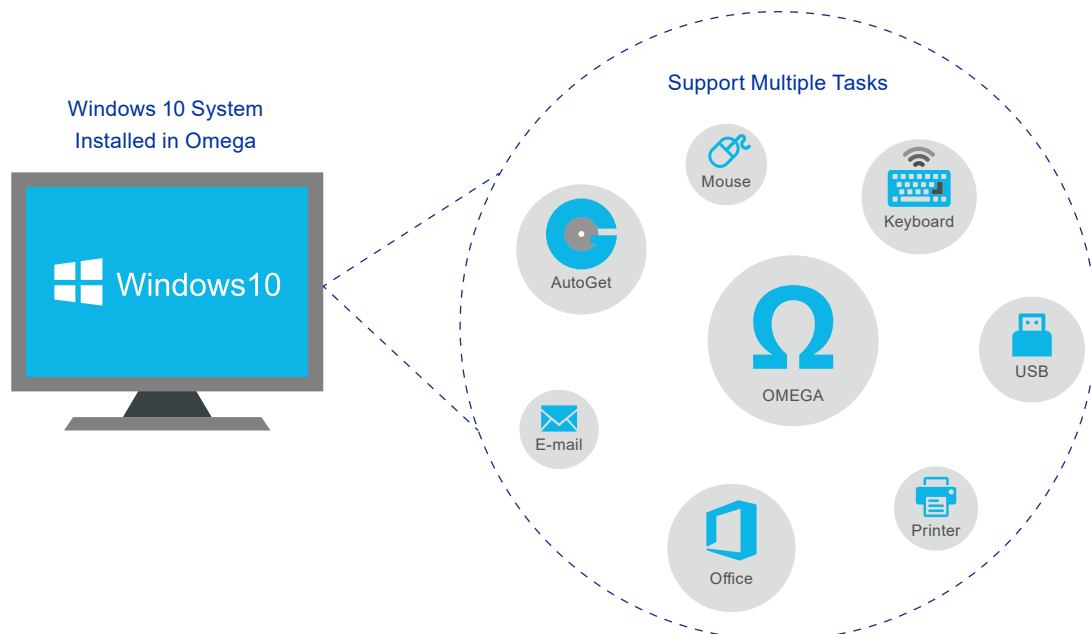 Windows 10 System
Installed in Omega
Windows10
Support Multiple Tasks
Mouse
Keyboard
AutoGet
OMEGA
USB
E-mail
Printer
Office